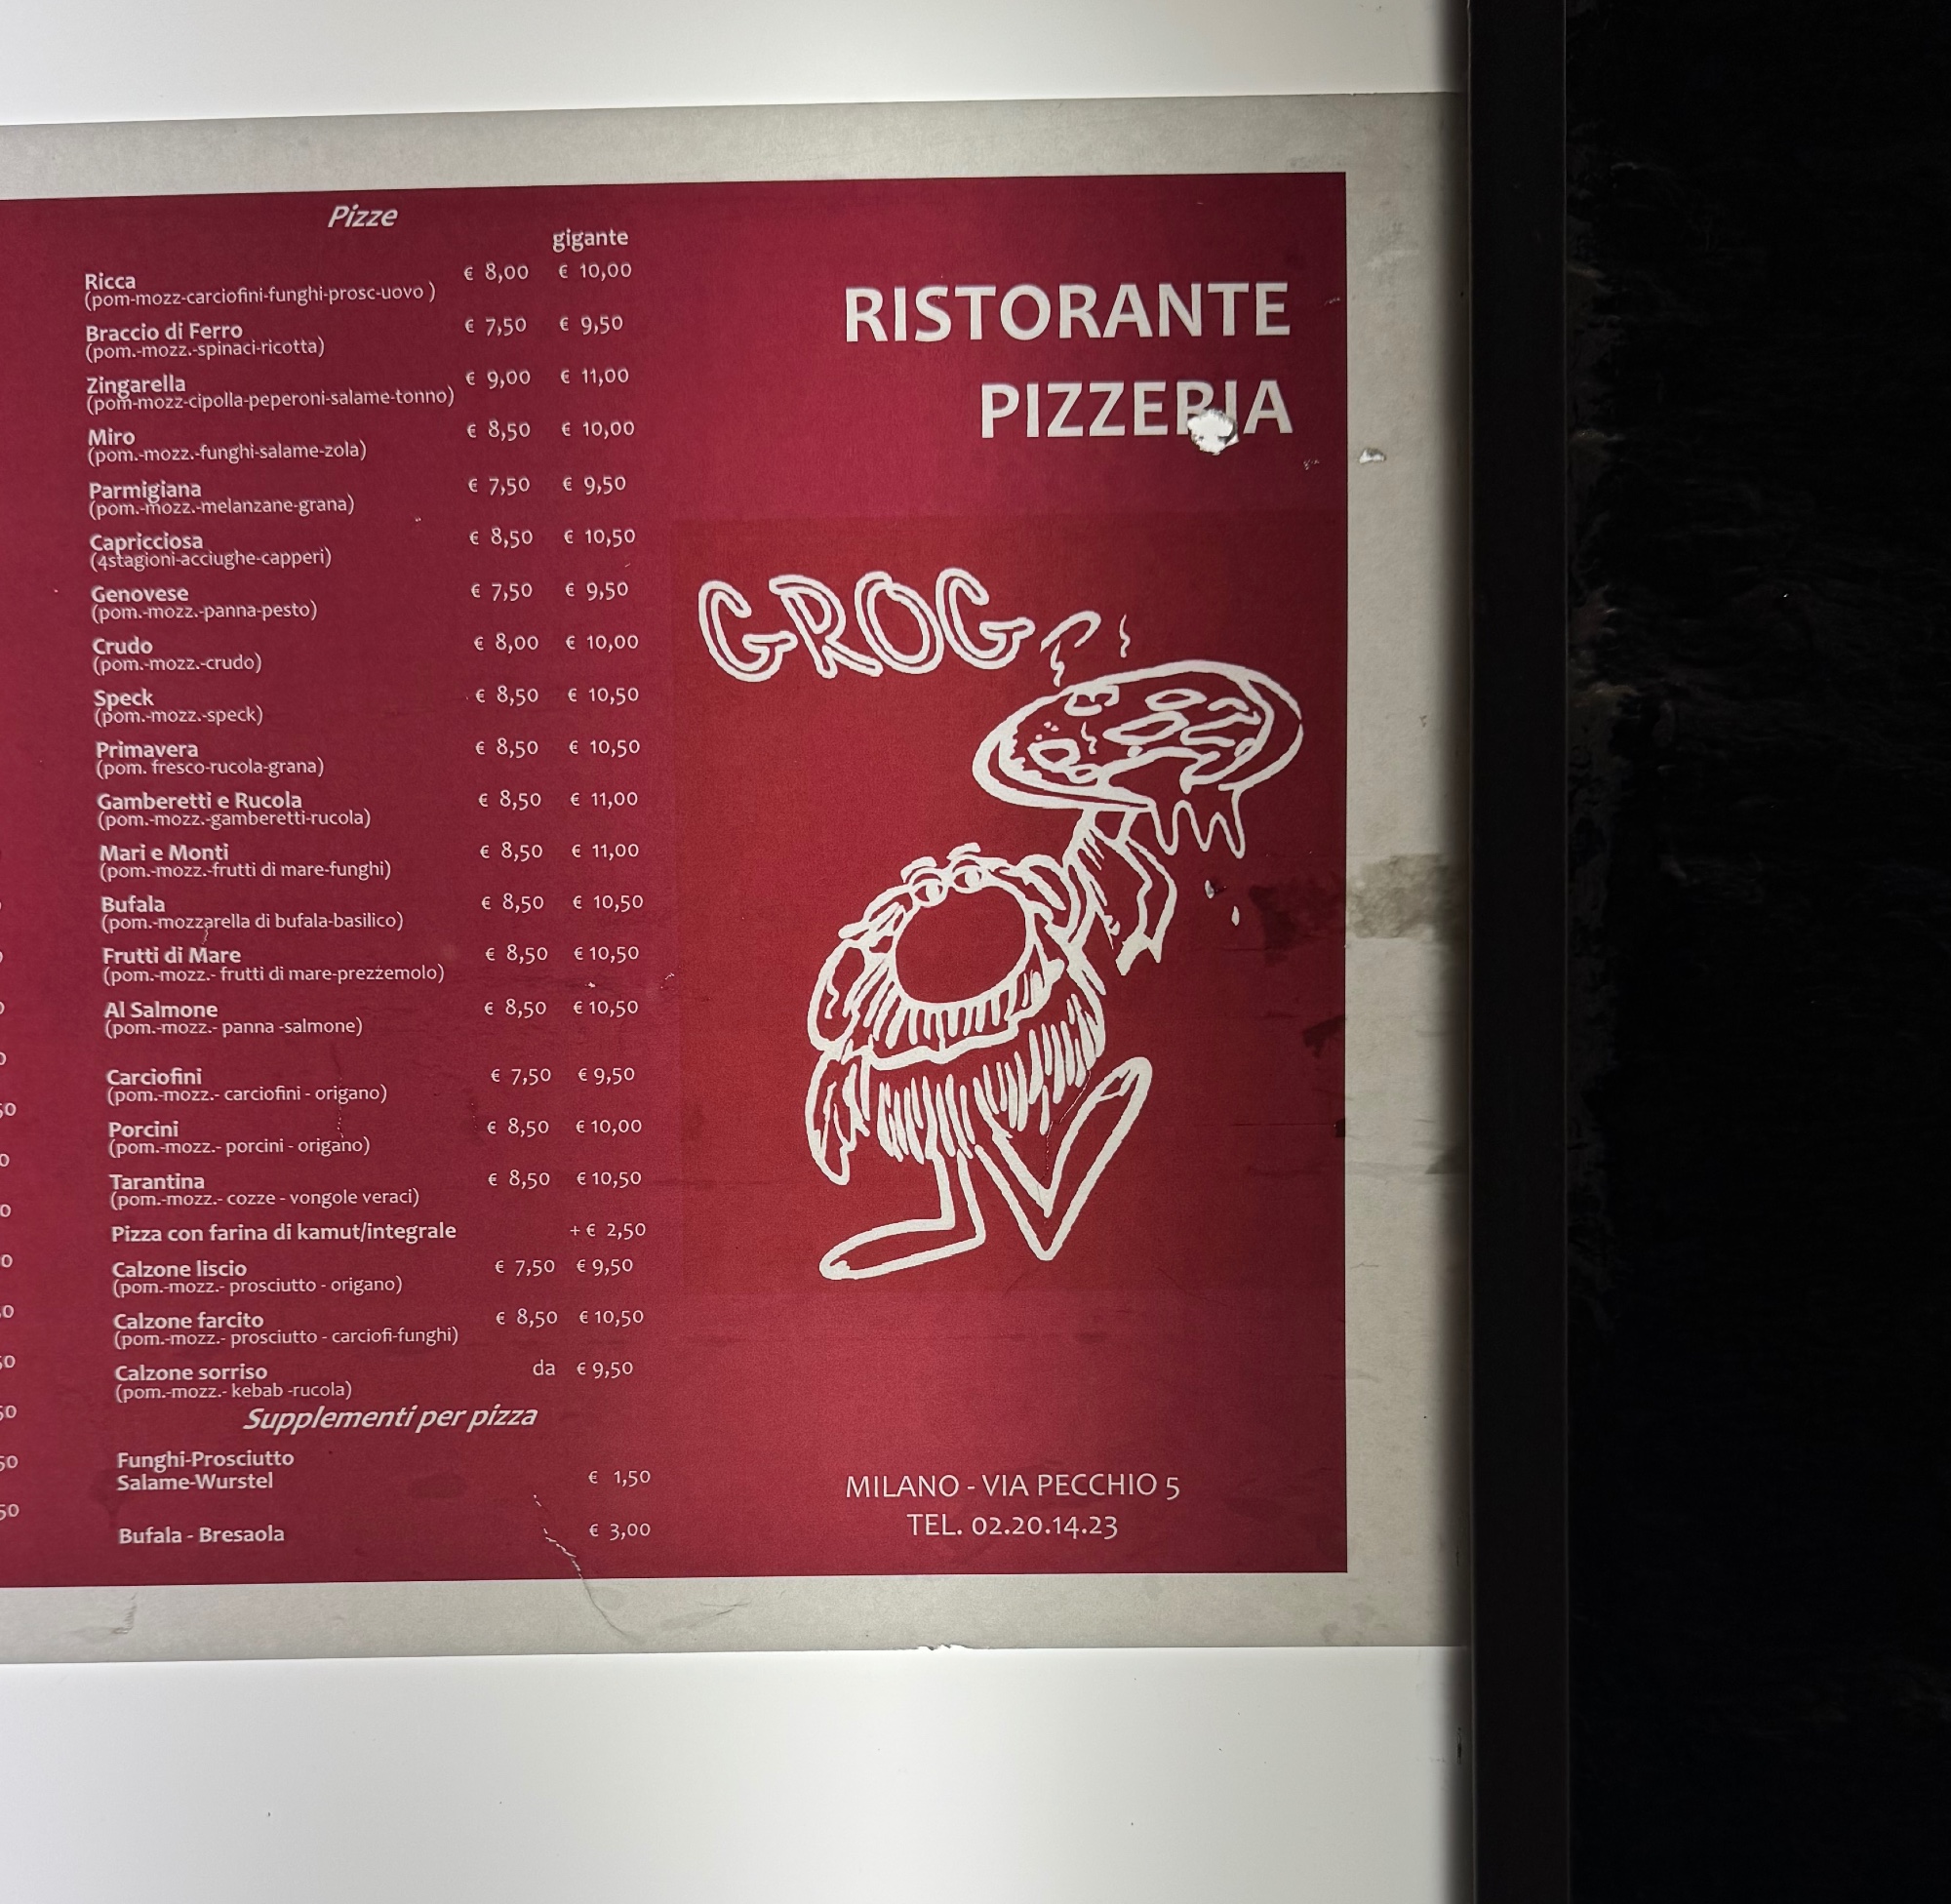 Pizze
gigante
Ricca € 8,00 € 10,00
(pom-mozz-carciofini-funghi-prosc-uovo )
Braccio di Ferro € 7,50 € 9,50
(pom.-mozz.-spinaci-ricotta)
Zingarella € 9,00 € 11,00
(pom-mozz-cipolla-peperoni-salame-tonno)
Miro € 8,50 € 10,00
(pom.-mozz.-funghi-salame-zola)
Parmigiana € 7,50 € 9,50
(pom.-mozz.-melanzane-grana)
Capricciosa € 8,50 € 10,50
(4stagioni-acciughe-capperi)
Genovese € 7,50 € 9,50
(pom.-mozz.-panna-pesto)
Crudo € 8,00 € 10,00
(pom.-mozz.-crudo)
Speck € 8,50 € 10,50
(pom.-mozz.-speck)
Primavera € 8,50 € 10,50
(pom. fresco-rucola-grana)
Gamberetti e Rucola € 8,50 € 11,00
(pom.-mozz.-gamberetti-rucola)
Mari e Monti € 8,50 € 11,00
(pom.-mozz.-frutti di mare-funghi)
Bufala € 8,50 € 10,50
(pom.-mozzarella di bufala-basilico)
Frutti di Mare € 8,50 € 10,50
(pom.-mozz.- frutti di mare-prezzemolo)
Al Salmone € 8,50 € 10,50
(pom.-mozz.- panna -salmone)
Carciofini € 7,50 € 9,50
(pom.-mozz.- carciofini - origano)
Porcini € 8,50 € 10,00
(pom.-mozz.- porcini - origano)
Tarantina € 8,50 € 10,50
(pom.-mozz.- cozze - vongole veraci)
Pizza con farina di kamut/integrale + € 2,50
Calzone liscio € 7,50 € 9,50
(pom.-mozz.- prosciutto - origano)
Calzone farcito € 8,50 € 10,50
(pom.-mozz.- prosciutto - carciofi-funghi)
Calzone sorriso da € 9,50
(pom.-mozz.- kebab -rucola)
Supplementi per pizza
Funghi-Prosciutto
Salame-Wurstel € 1,50
Bufala - Bresaola € 3,00
RISTORANTE
PIZZERIA
GROG
MILANO - VIA PECCHIO 5
TEL. 02.20.14.23